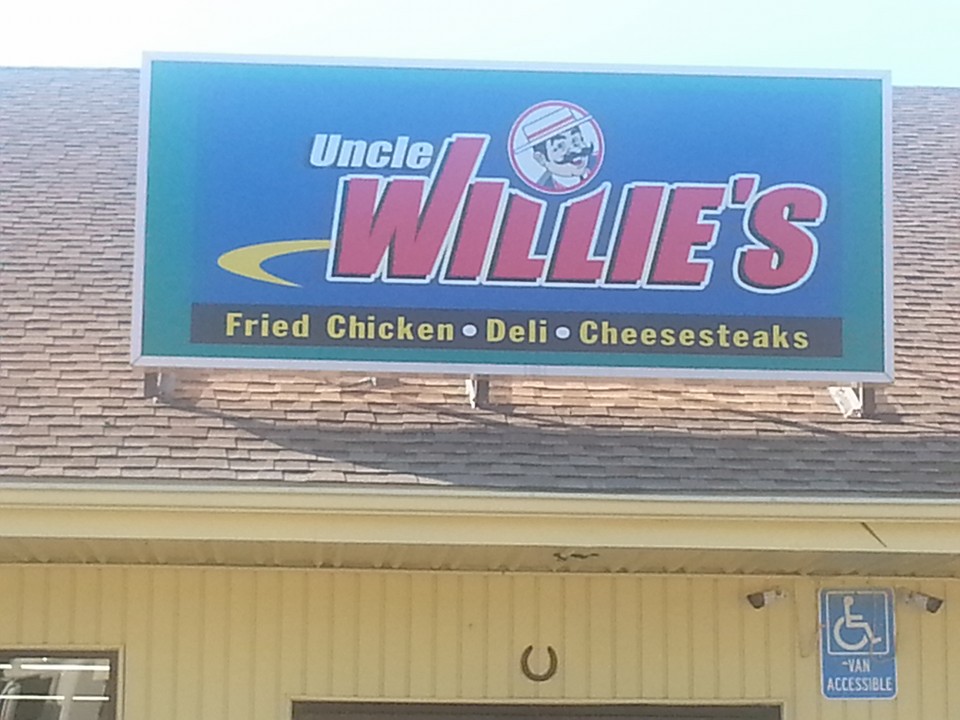 Uncle
WILLIE'S
Fried Chicken • Deli • Cheesesteaks
-VAN
ACCESSIBLE